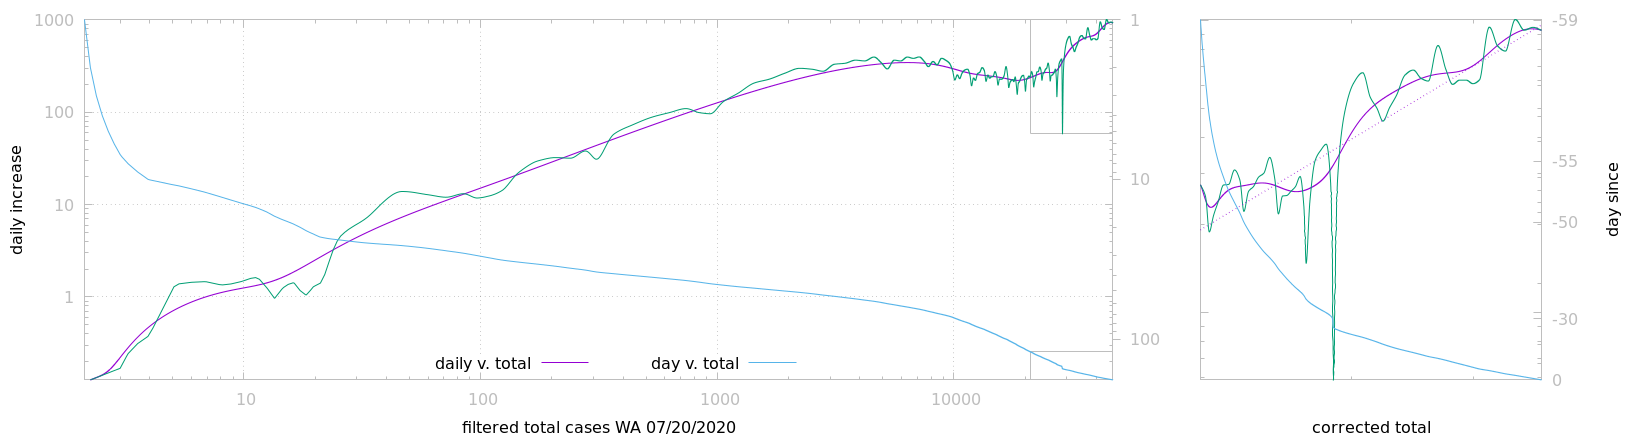 1000
100
10
1
daily increase
10
100
1000
10000
filtered total cases WA 07/20/2020
daily v. total
day v. total
1
10
100
-59
-55
-50
-30
0
day since
corrected total